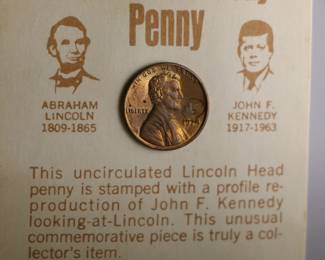 Penny
ABRAHAM
LINCOLN
1809-1865
JOHN F.
KENNEDY
1917-1963
LIBERTY
This uncirculated Lincoln Head
penny is stamped with a profile re-
production of John F. Kennedy
looking-at-Lincoln. This unusual
commemorative piece is truly a col-
lector's item.